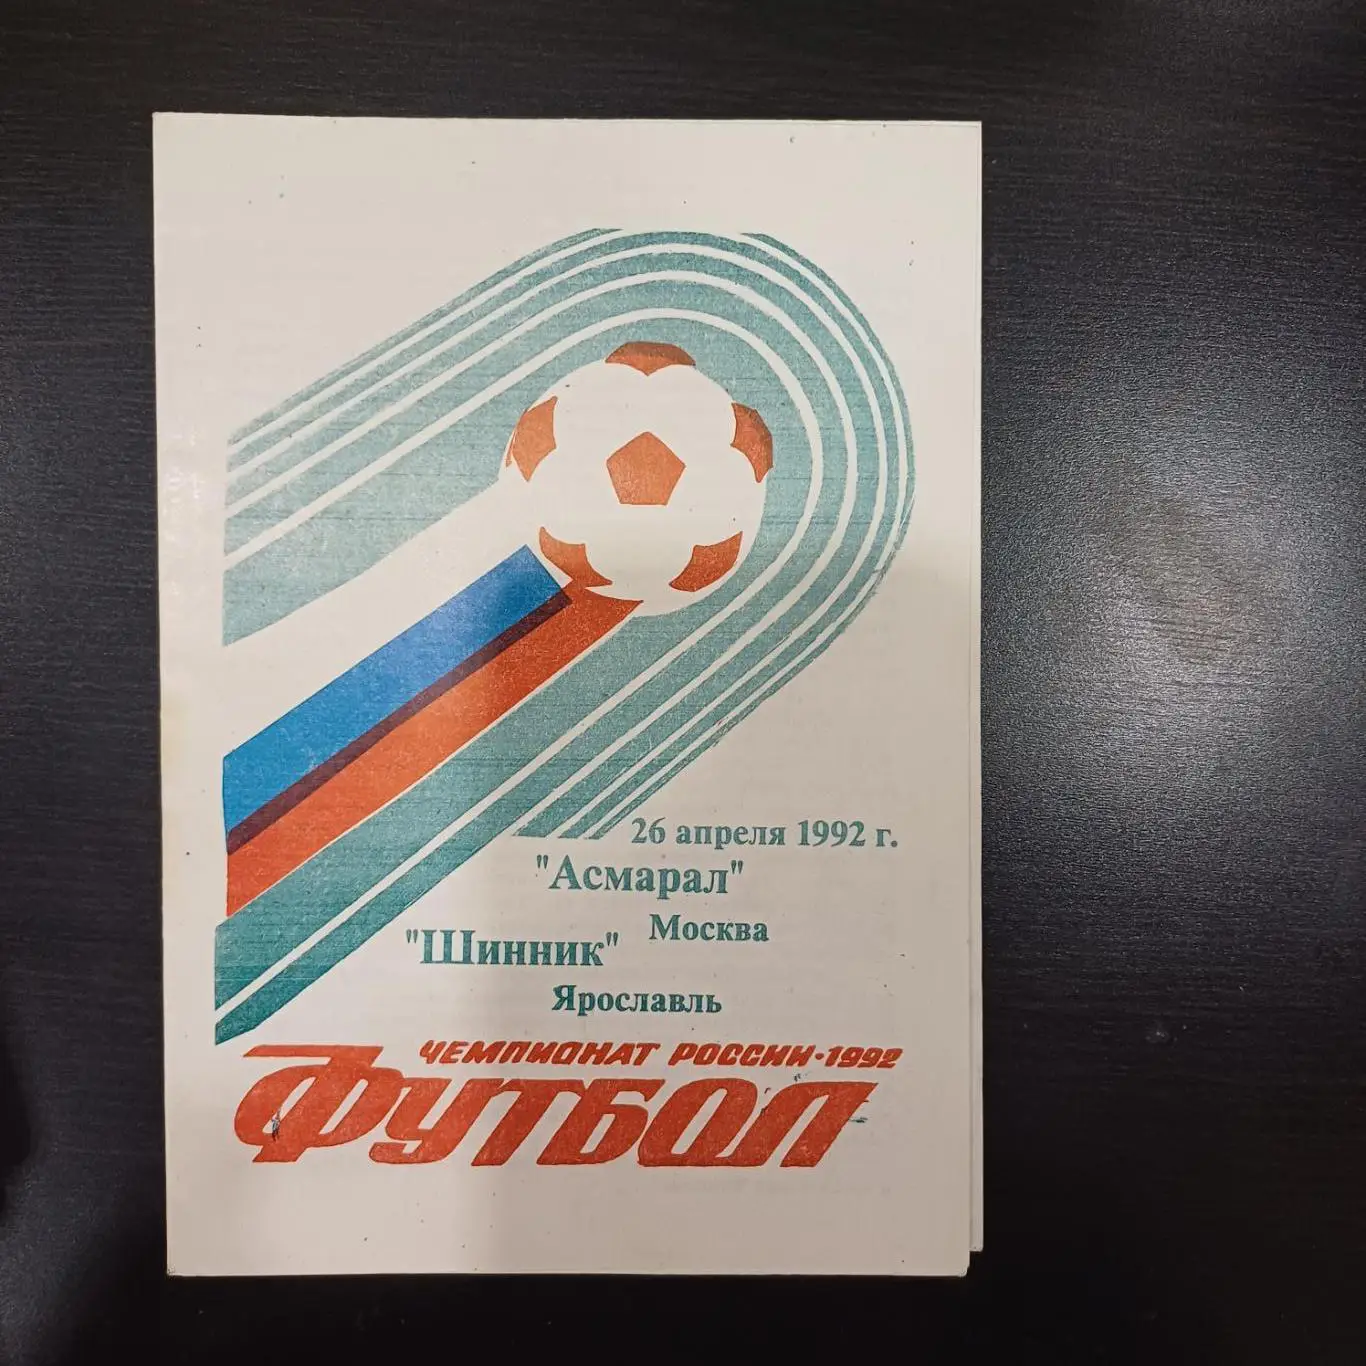 26 апреля 1992 г.
"Асмарал"
Москва
"Шинник"
Ярославль
ЧЕМПИОНАТ РОССИИ·1992
ФУТБОЛ